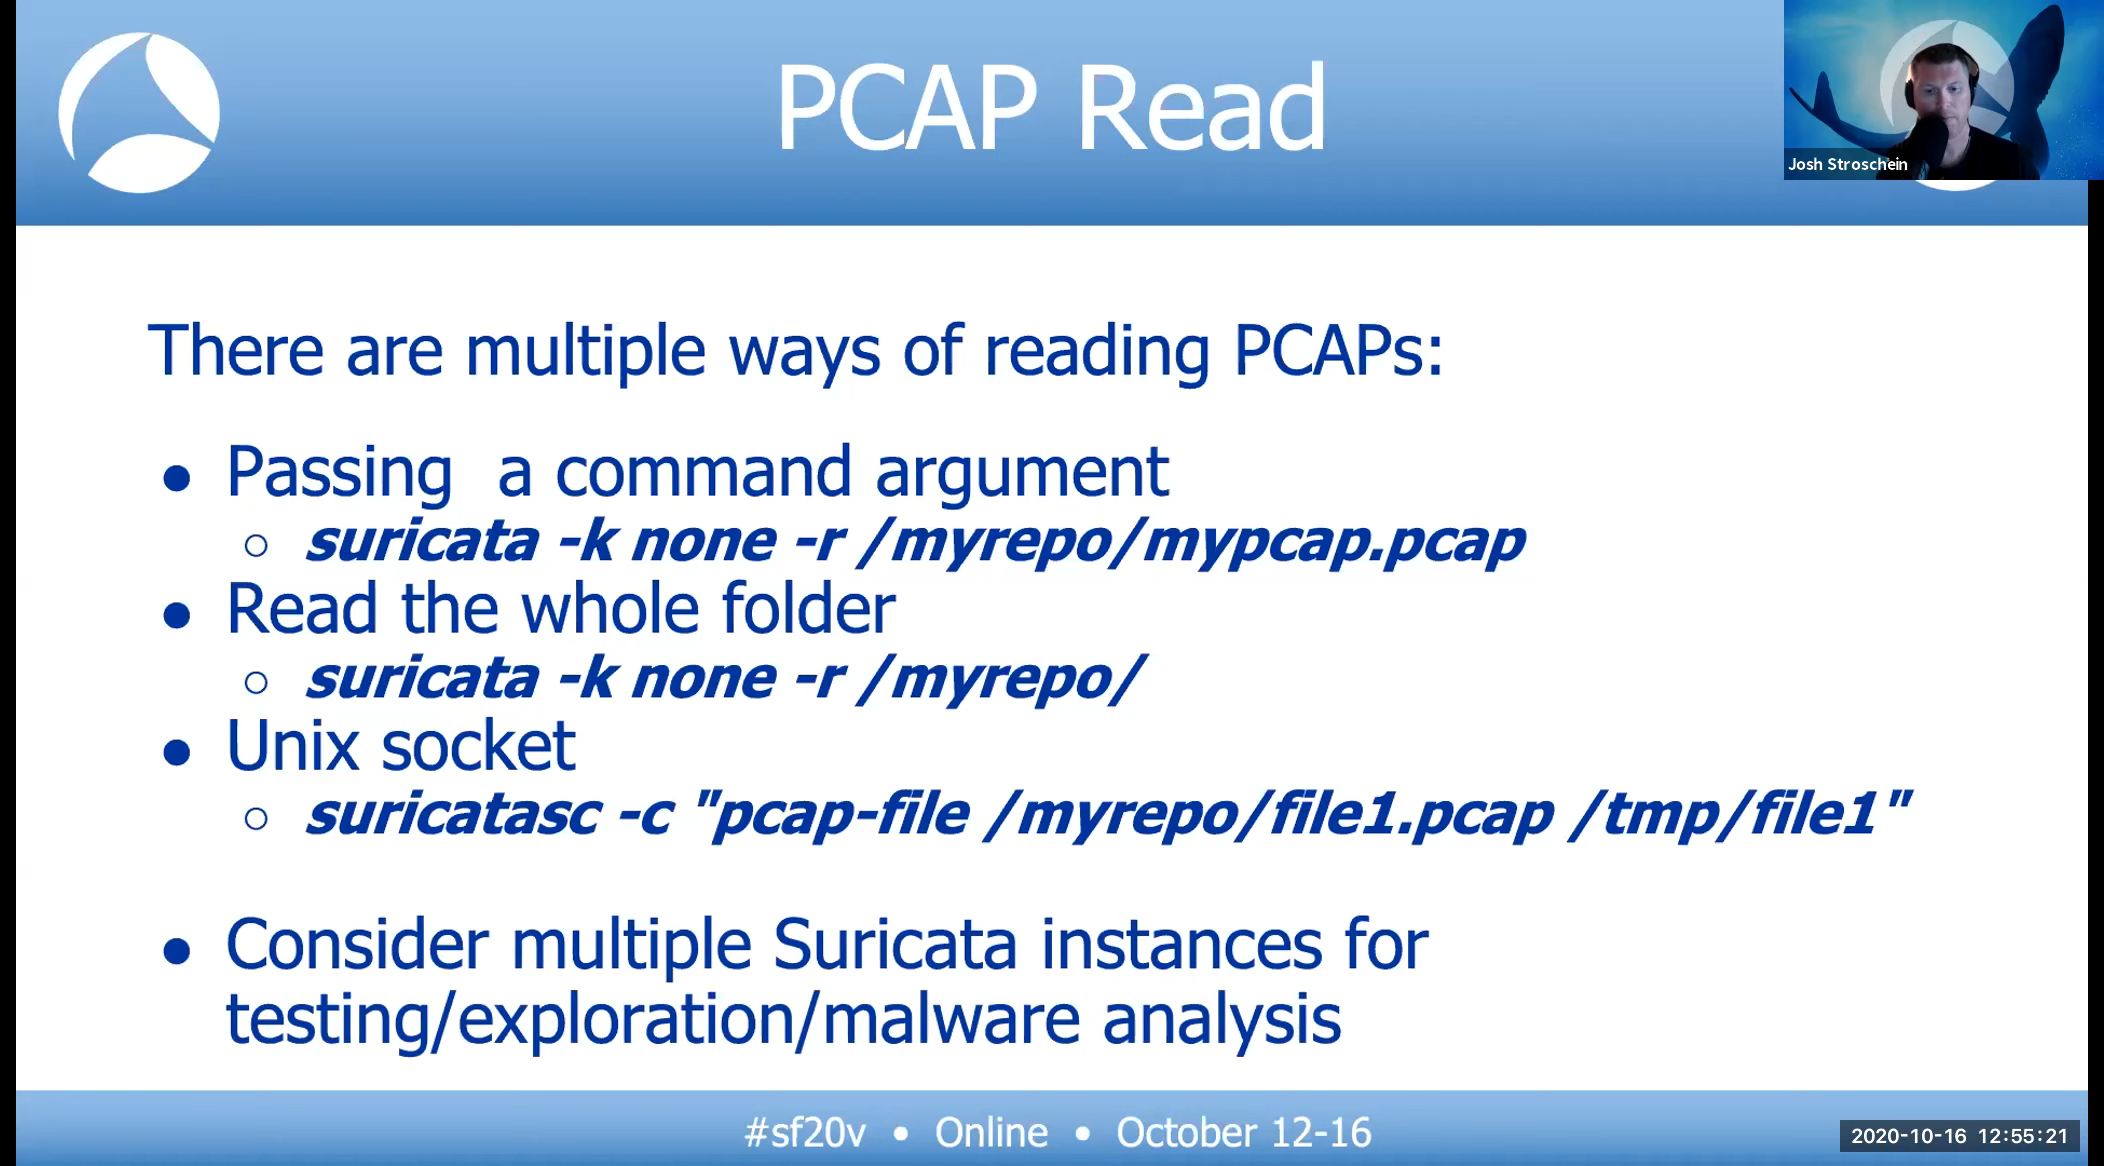 PCAP Read
Josh Stroschein
There are multiple ways of reading PCAPs:
● Passing  a command argument
○ suricata -k none -r /myrepo/mypcap.pcap
● Read the whole folder
○ suricata -k none -r /myrepo/
● Unix socket
○ suricatasc -c "pcap-file /myrepo/file1.pcap /tmp/file1"
● Consider multiple Suricata instances for
testing/exploration/malware analysis
#sf20v • Online • October 12-16
2020-10-16 12:55:21